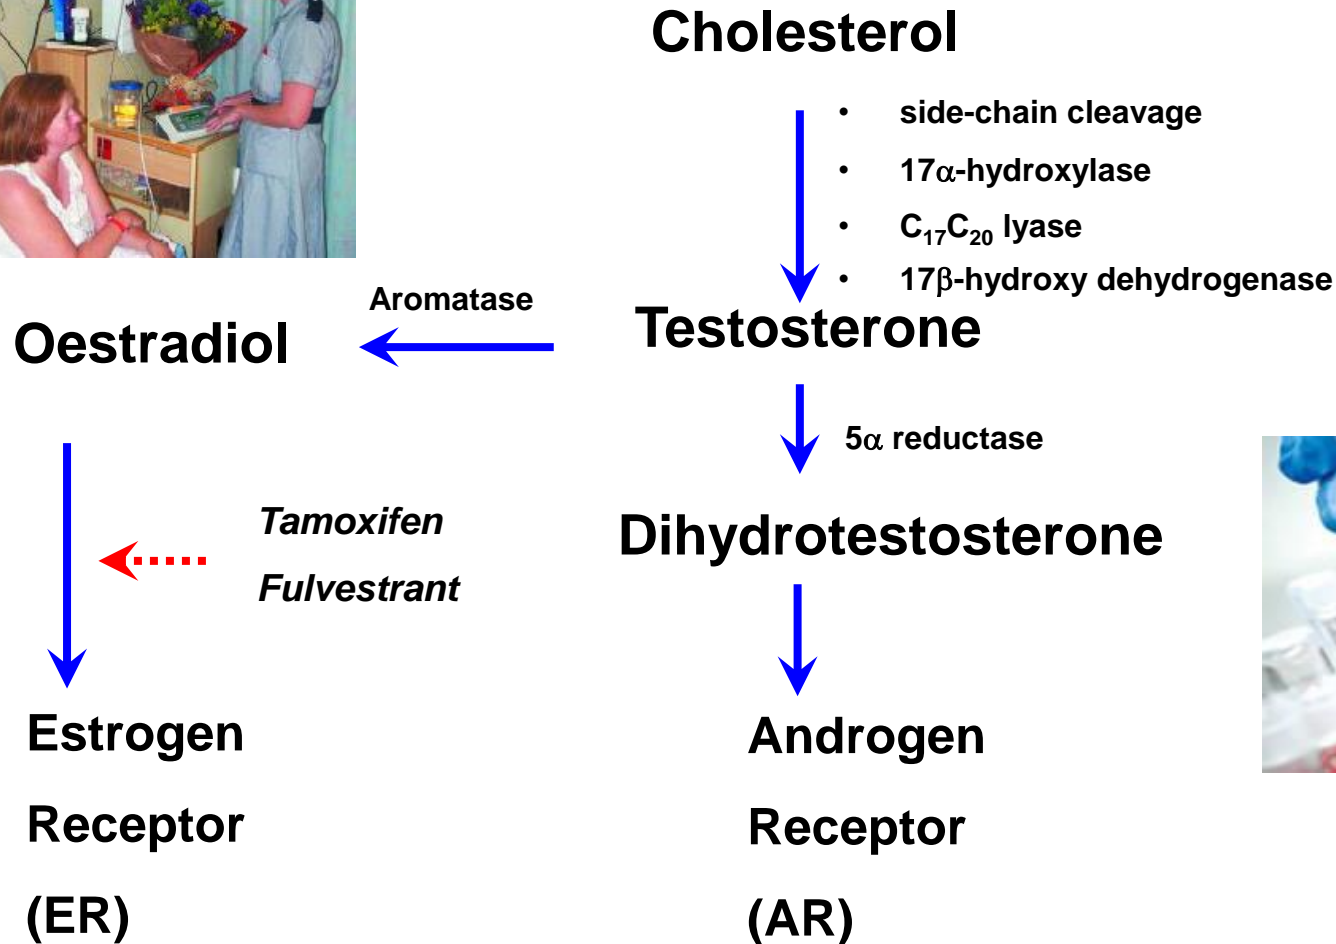 Cholesterol
• side-chain cleavage
• 17α-hydroxylase
• C₁₇C₂₀ lyase
• 17β-hydroxy dehydrogenase
Aromatase
Oestradiol
Testosterone
5α reductase
Tamoxifen
Fulvestrant
Dihydrotestosterone
Estrogen
Receptor
(ER)
Androgen
Receptor
(AR)